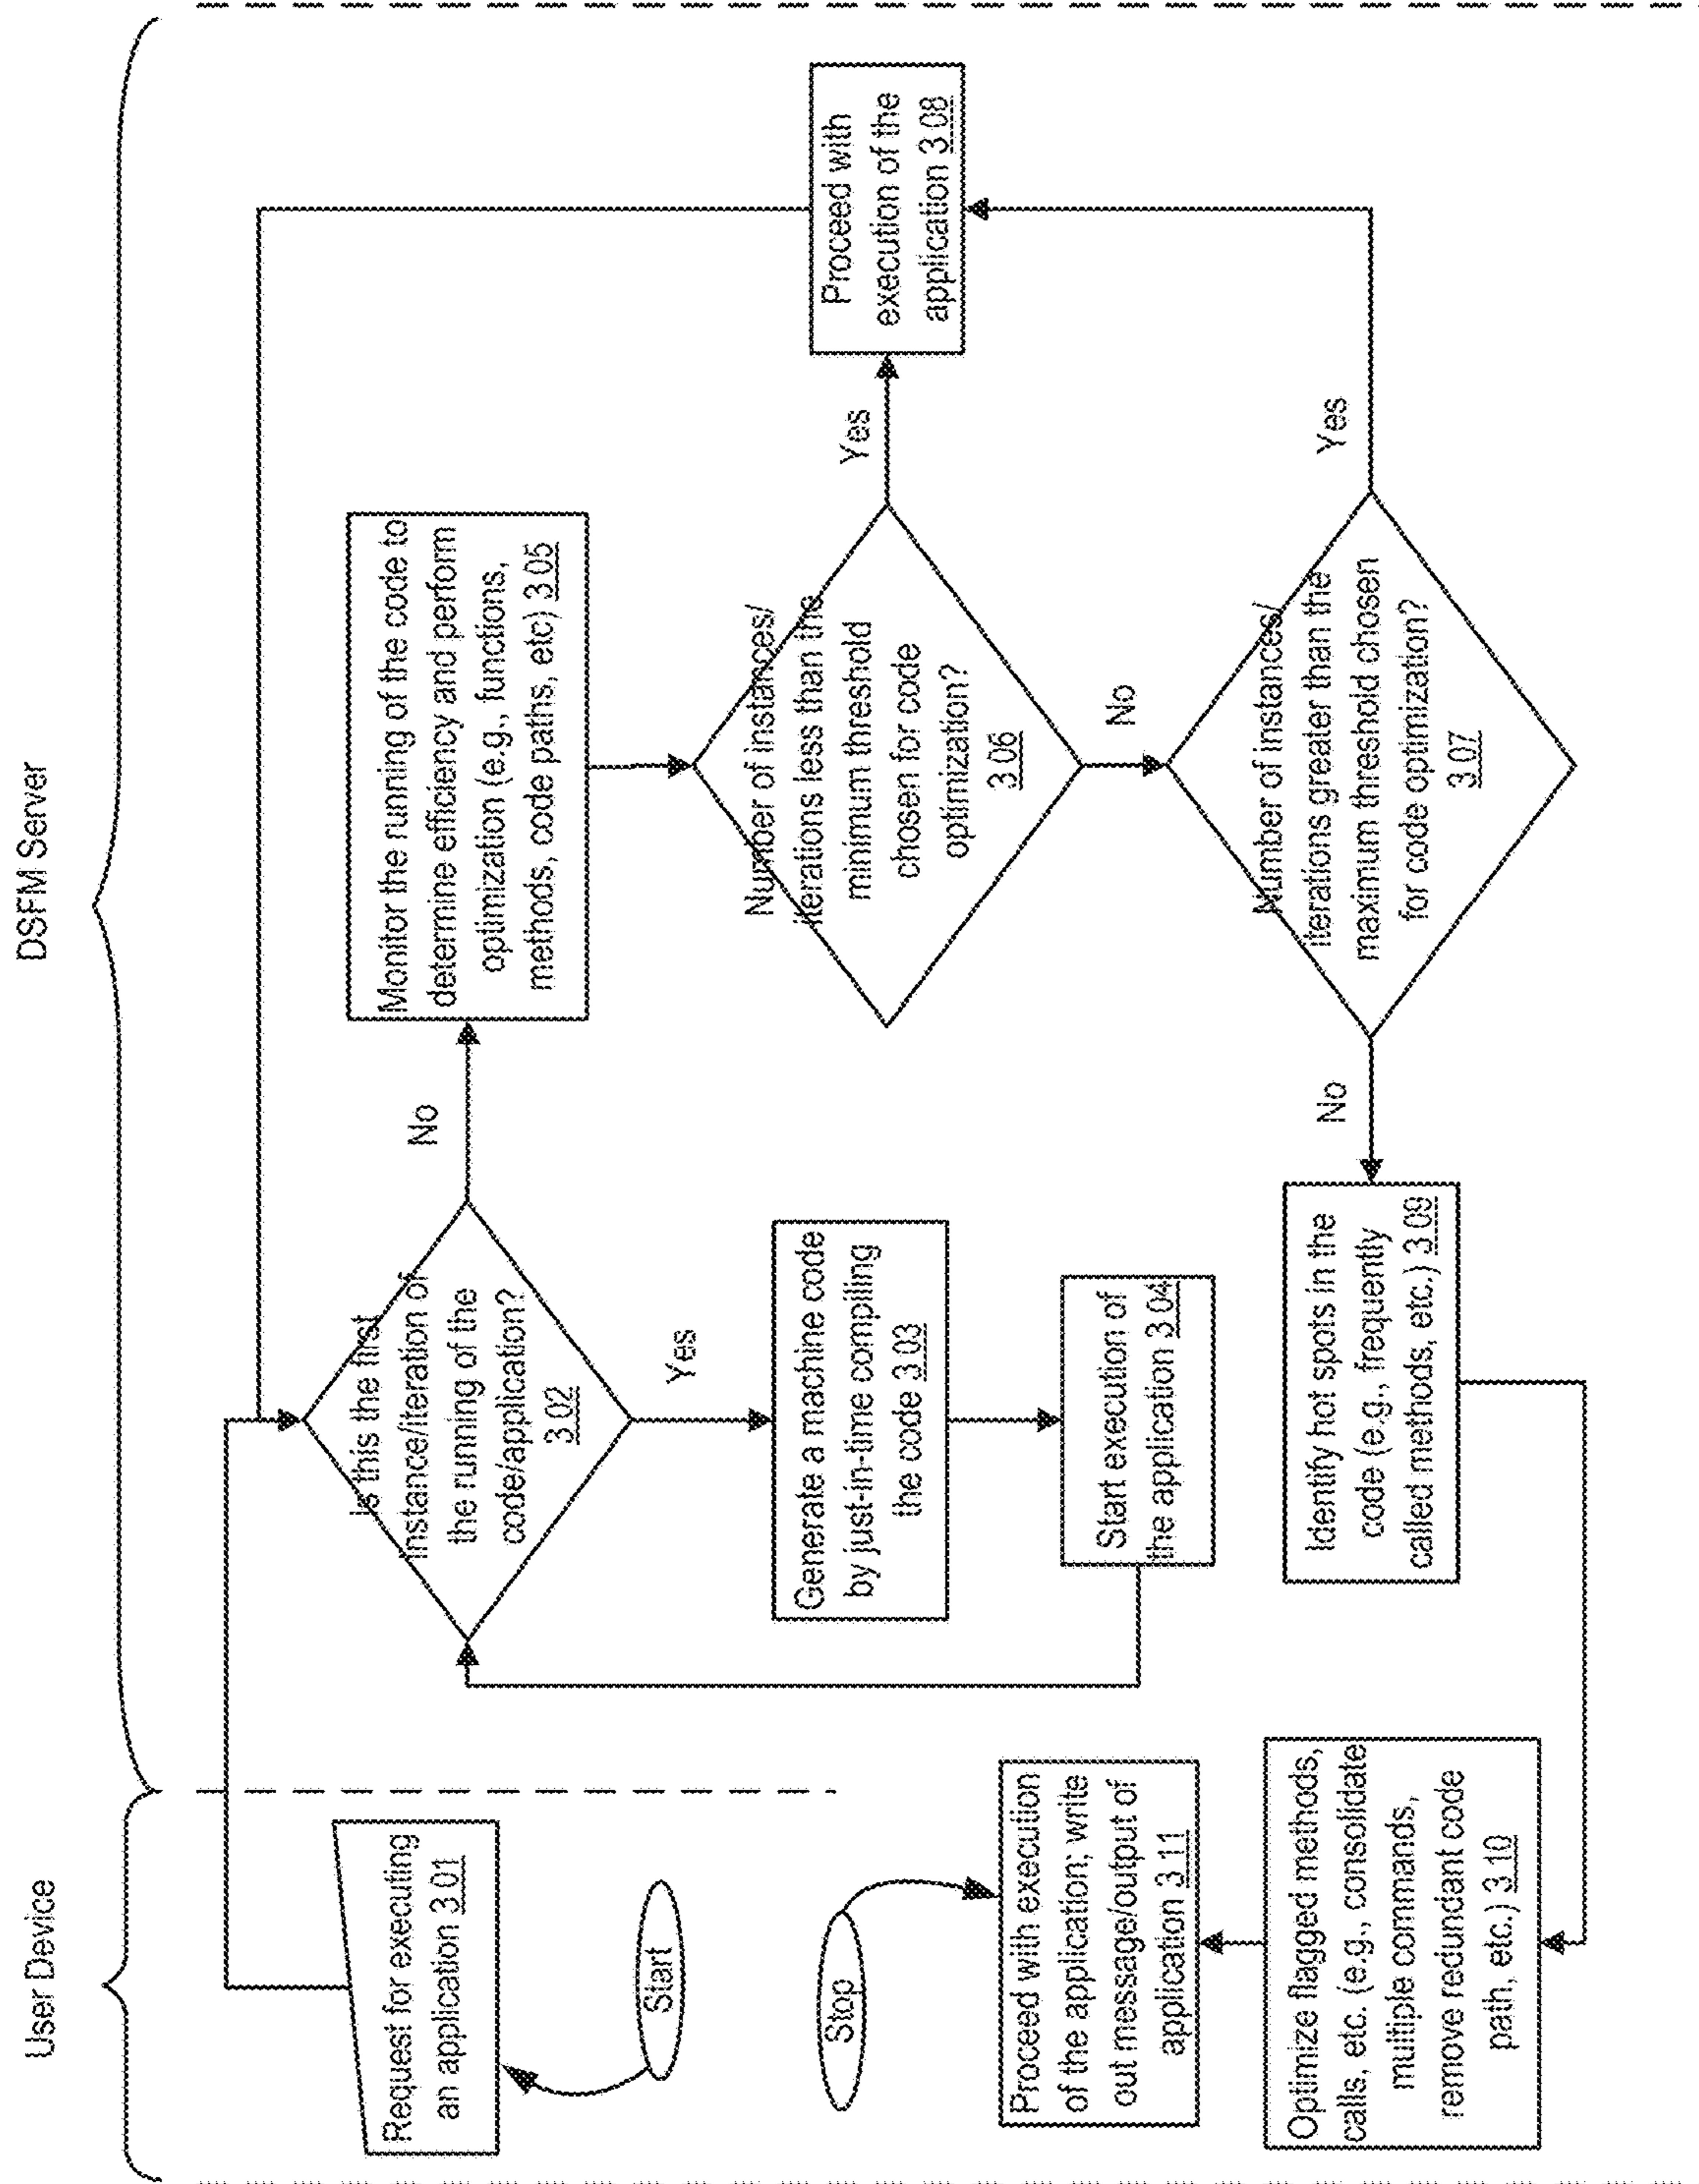 User Device
DSFM Server
Request for executing
an application 3.01
Start
Stop
Is this the first
instance/iteration of
the running of the
code/application?
3.02
No
Yes
Generate a machine code
by just-in-time compiling
the code 3.03
Start execution of
the application 3.04
Monitor the running of the code to
determine efficiency and perform
optimization (e.g., functions,
methods, code paths, etc) 3.05
Number of instances/
iterations less than the
minimum threshold
chosen for code
optimization?
3.06
Yes
No
Number of instances/
iterations greater than the
maximum threshold chosen
for code optimization?
3.07
Yes
No
Proceed with
execution of the
application 3.08
Identify hot spots in the
code (e.g., frequently
called methods, etc.) 3.09
Optimize flagged methods,
calls, etc. (e.g., consolidate
multiple commands,
remove redundant code
path, etc.) 3.10
Proceed with execution
of the application; write
out message/output of
application 3.11